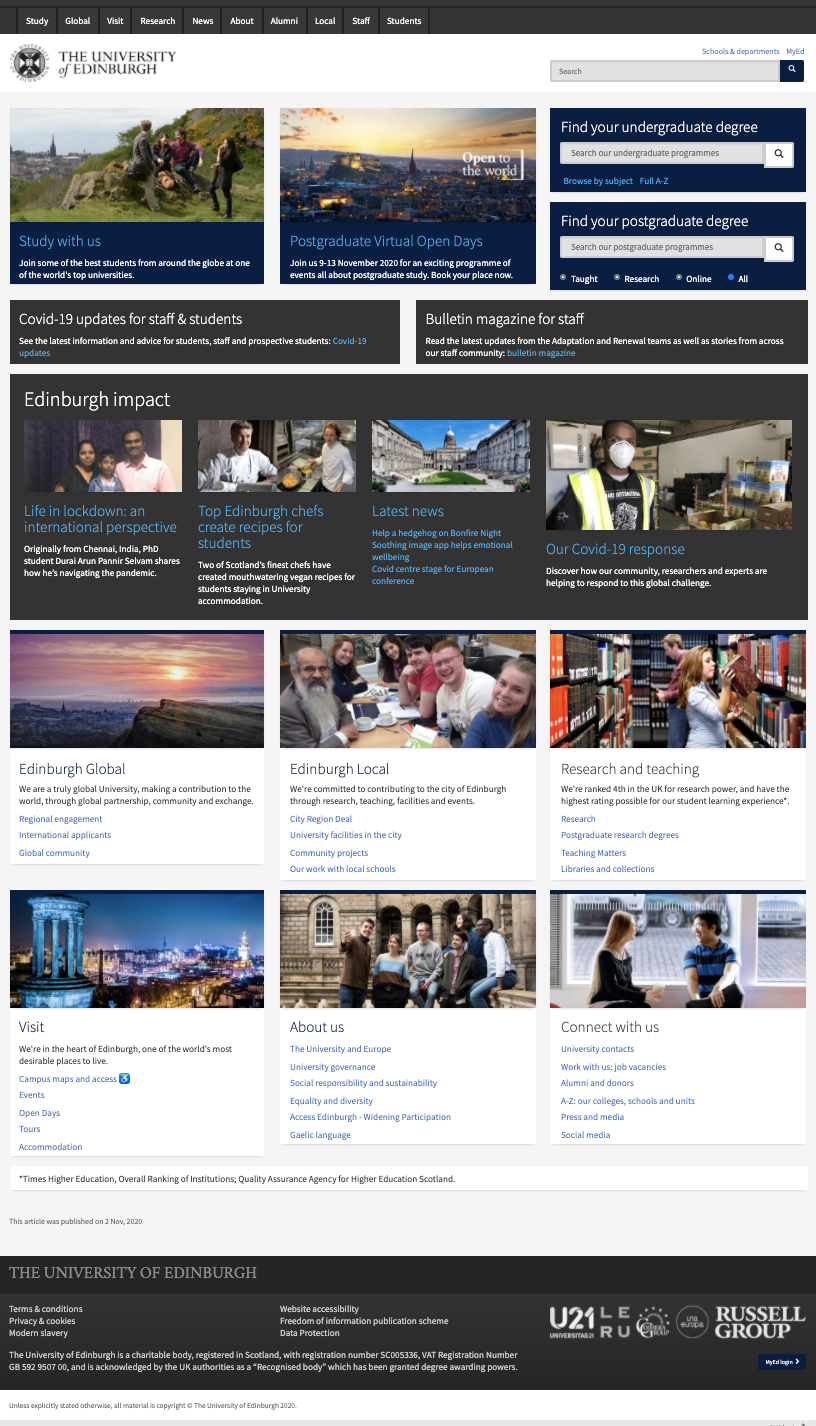 Study Global Visit Research News About Alumni Local Staff Students
THE UNIVERSITY
of EDINBURGH
Schools & departments MyEd
Search
Open to
the world
Study with us
Join some of the best students from around the globe at one
of the world's top universities.
Postgraduate Virtual Open Days
Join us 9-13 November 2020 for an exciting programme of
events all about postgraduate study. Book your place now.
Find your undergraduate degree
Search our undergraduate programmes
Browse by subject Full A-Z
Find your postgraduate degree
Search our postgraduate programmes
Taught Research Online All
Covid-19 updates for staff & students
See the latest information and advice for students, staff and prospective students: Covid-19
updates
Bulletin magazine for staff
Read the latest updates from the Adaptation and Renewal teams as well as stories from across
our staff community: bulletin magazine
Edinburgh impact
Life in lockdown: an
international perspective
Originally from Chennai, India, PhD
student Durai Arun Pannir Selvam shares
how he's navigating the pandemic.
Top Edinburgh chefs
create recipes for
students
Two of Scotland's finest chefs have
created mouthwatering vegan recipes for
students staying in University
accommodation.
Latest news
Help a hedgehog on Bonfire Night
Soothing image app helps emotional
wellbeing
Covid centre stage for European
conference
Our Covid-19 response
Discover how our community, researchers and experts are
helping to respond to this global challenge.
Edinburgh Global
We are a truly global University, making a contribution to the
world, through global partnership, community and exchange.
Regional engagement
International applicants
Global community
Edinburgh Local
We're committed to contributing to the city of Edinburgh
through research, teaching, facilities and events.
City Region Deal
University facilities in the city
Community projects
Our work with local schools
Research and teaching
We're ranked 4th in the UK for research power, and have the
highest rating possible for our student learning experience*.
Research
Postgraduate research degrees
Teaching Matters
Libraries and collections
Visit
We're in the heart of Edinburgh, one of the world's most
desirable places to live.
Campus maps and access ♿
Events
Open Days
Tours
Accommodation
About us
The University and Europe
University governance
Social responsibility and sustainability
Equality and diversity
Access Edinburgh - Widening Participation
Gaelic language
Connect with us
University contacts
Work with us: job vacancies
Alumni and donors
A-Z: our colleges, schools and units
Press and media
Social media
*Times Higher Education, Overall Ranking of Institutions; Quality Assurance Agency for Higher Education Scotland.
This article was published on 2 Nov, 2020
THE UNIVERSITY OF EDINBURGH
Terms & conditions
Privacy & cookies
Modern slavery
Website accessibility
Freedom of information publication scheme
Data Protection
U21
UNIVERSITAS 21
LE
RU
COIMBRA
GROUP
una
europa
RUSSELL
GROUP
The University of Edinburgh is a charitable body, registered in Scotland, with registration number SC005336, VAT Registration Number
GB 592 9507 00, and is acknowledged by the UK authorities as a “Recognised body” which has been granted degree awarding powers.
MyEd login
Unless explicitly stated otherwise, all material is copyright © The University of Edinburgh 2020.